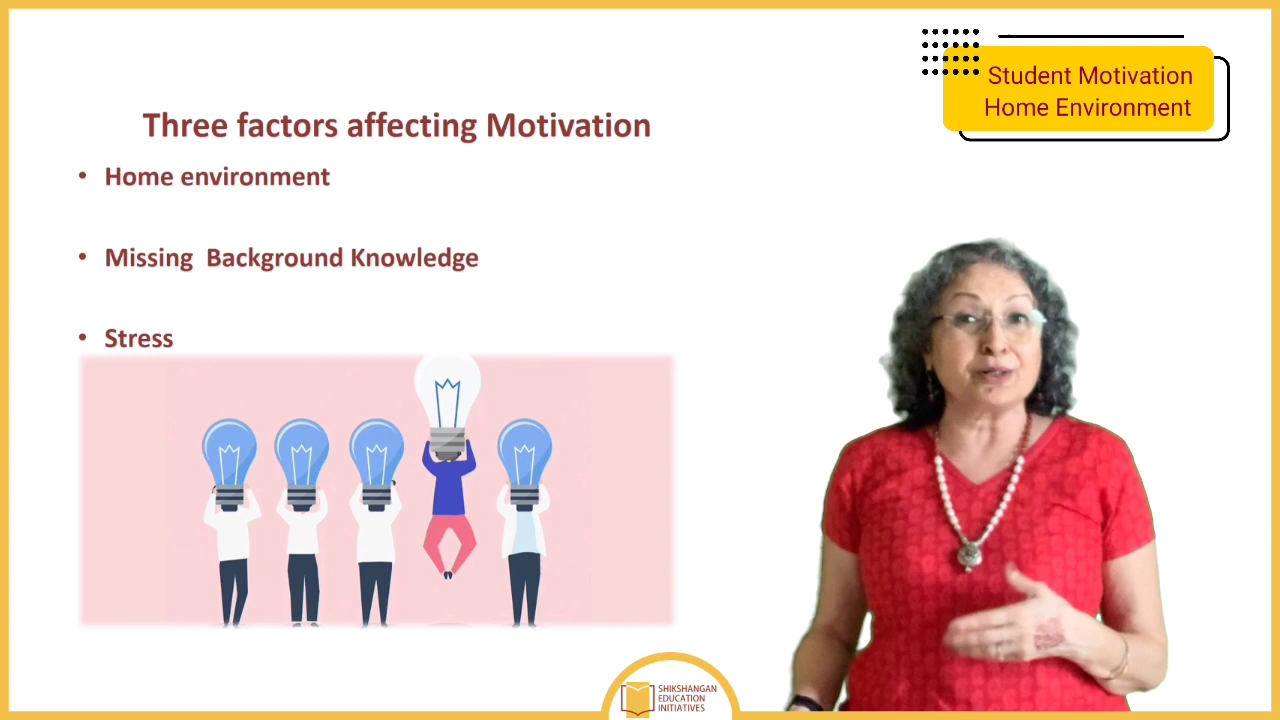 Student Motivation
Home Environment
Three factors affecting Motivation
• Home environment
• Missing  Background Knowledge
• Stress
SHIKSHANGAN
EDUCATION
INITIATIVES